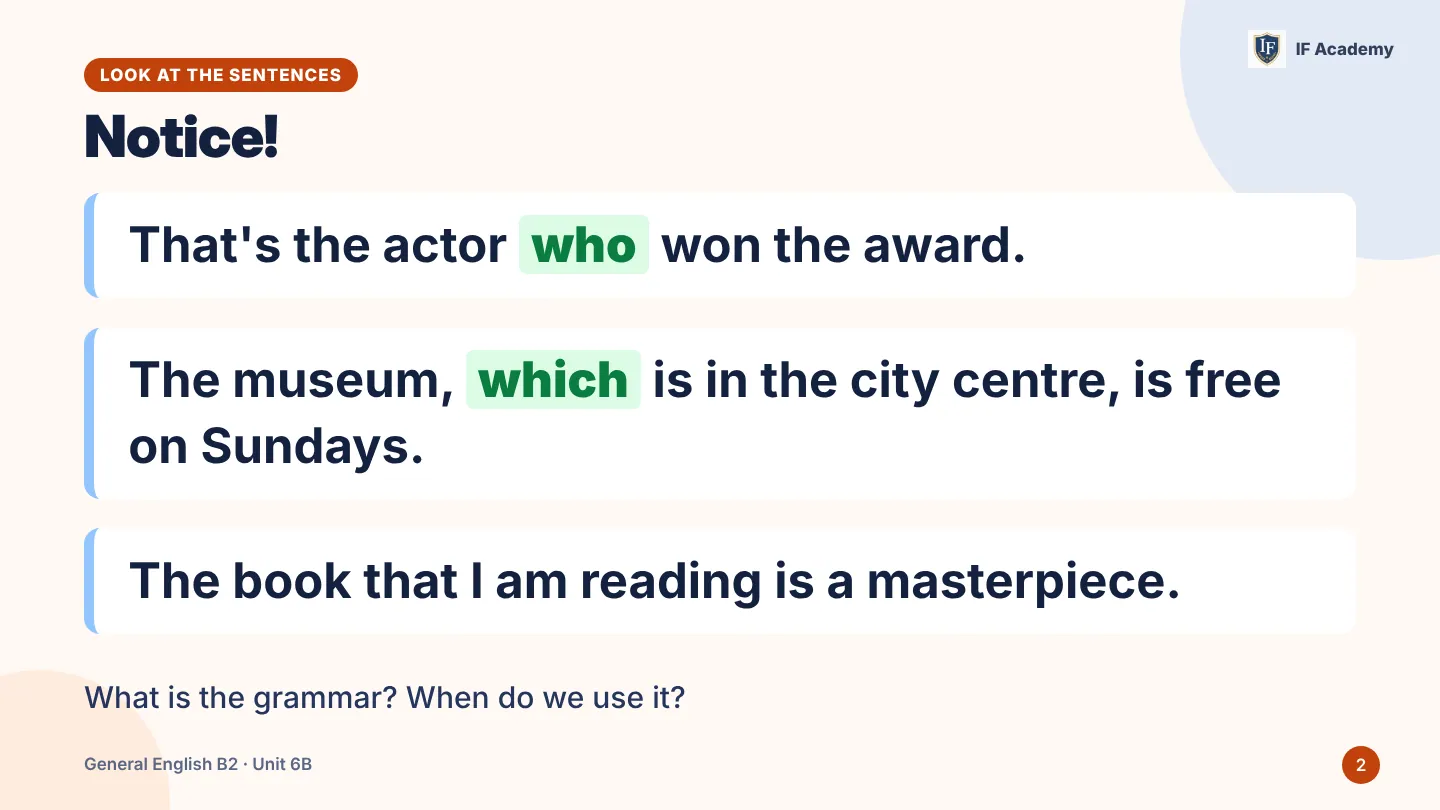 IF IF Academy
LOOK AT THE SENTENCES
Notice!
That's the actor who won the award.
The museum, which is in the city centre, is free
on Sundays.
The book that I am reading is a masterpiece.
What is the grammar? When do we use it?
General English B2 · Unit 6B
2